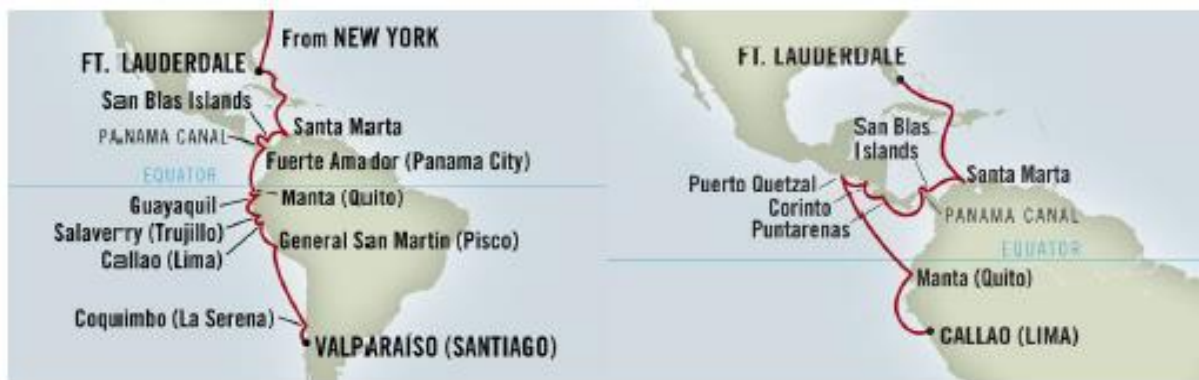 From NEW YORK
FT. LAUDERDALE
San Blas Islands
PANAMA CANAL
Santa Marta
Fuerte Amador (Panama City)
EQUATOR
Manta (Quito)
Guayaquil
Salaverry (Trujillo)
General San Martin (Pisco)
Callao (Lima)
Coquimbo (La Serena)
VALPARAÍSO (SANTIAGO)
FT. LAUDERDALE
San Blas
Islands
Puerto Quetzal
Santa Marta
Corinto
PANAMA CANAL
Puntarenas
EQUATOR
Manta (Quito)
CALLAO (LIMA)